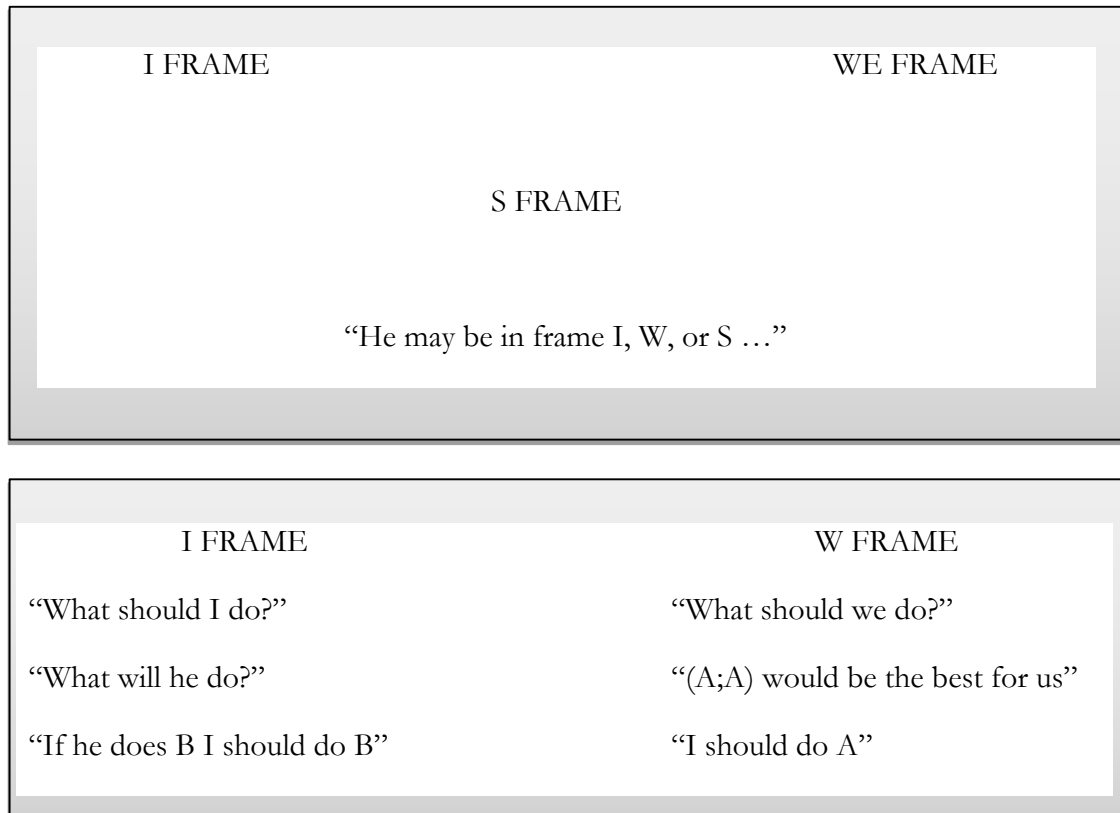 I FRAME WE FRAME
S FRAME
“He may be in frame I, W, or S …”
I FRAME W FRAME
“What should I do?” “What should we do?”
“What will he do?” “(A;A) would be the best for us”
“If he does B I should do B” “I should do A”